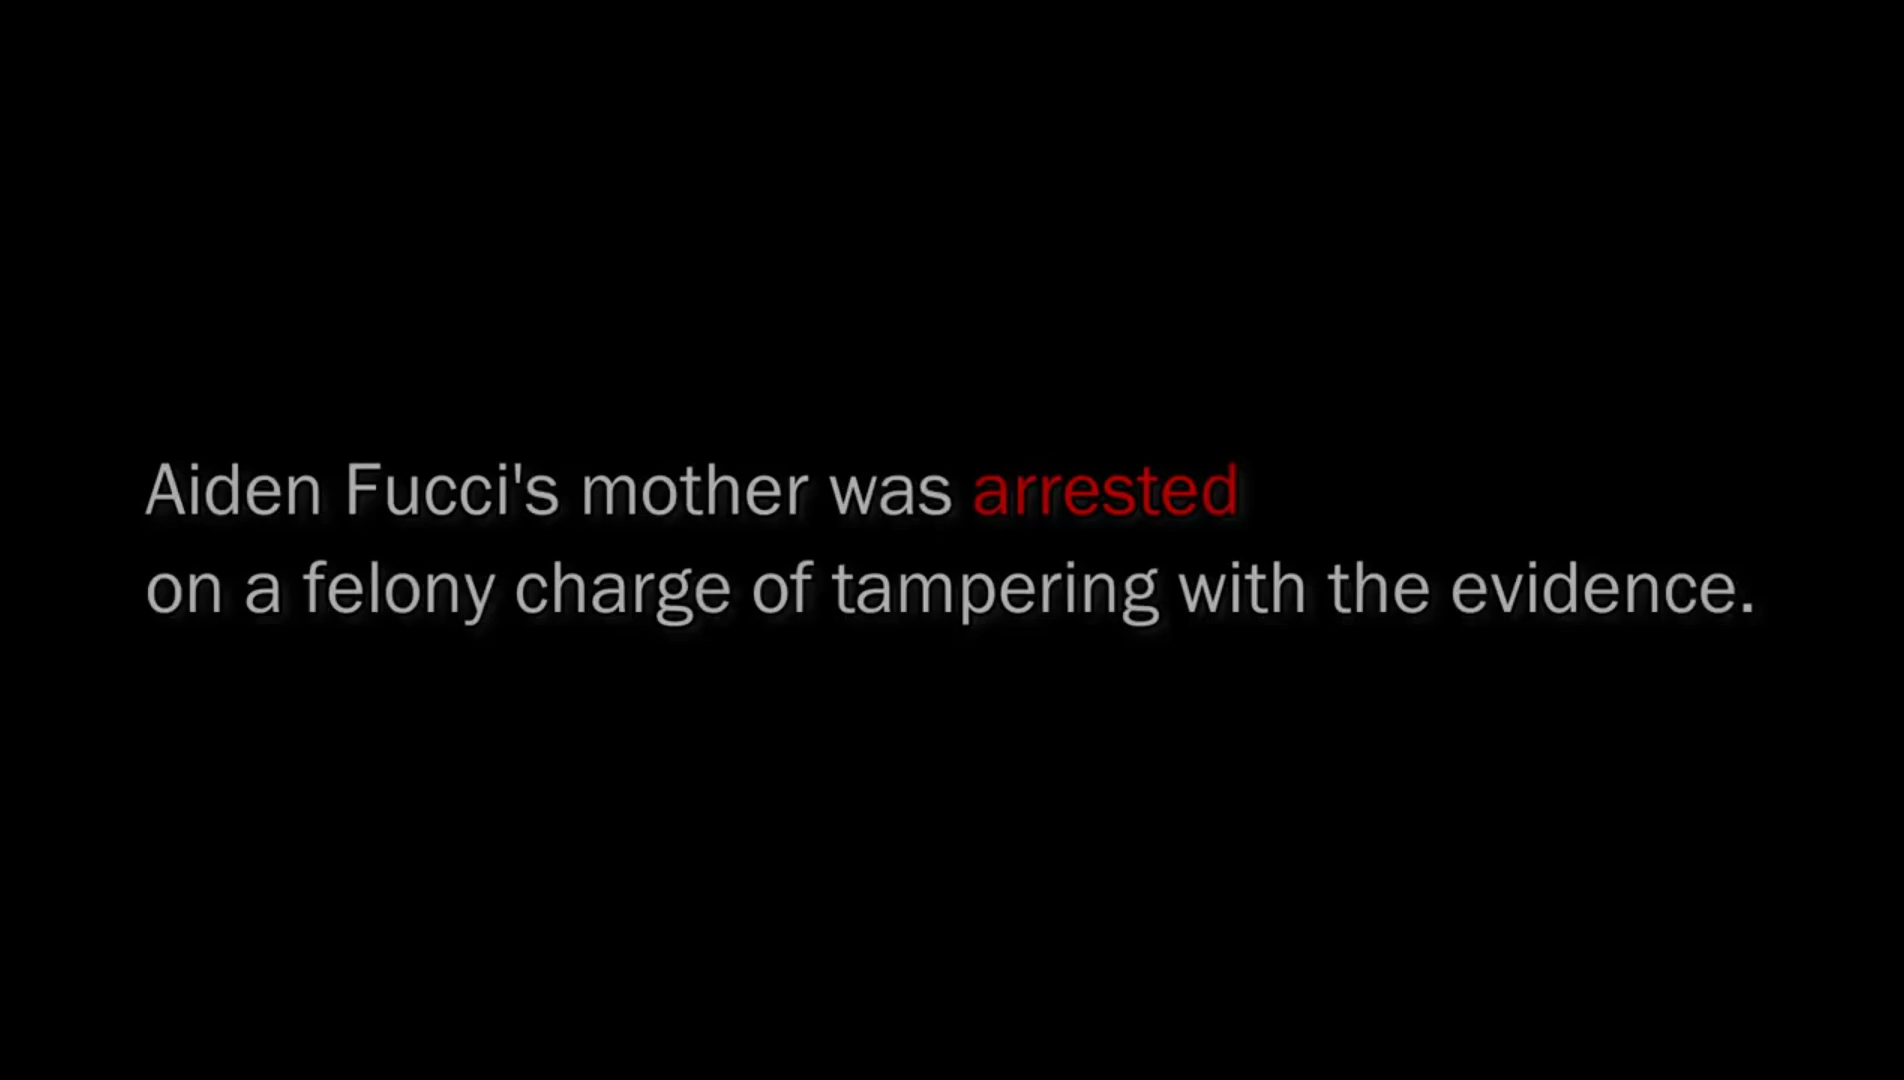 Aiden Fucci's mother was arrested
on a felony charge of tampering with the evidence.